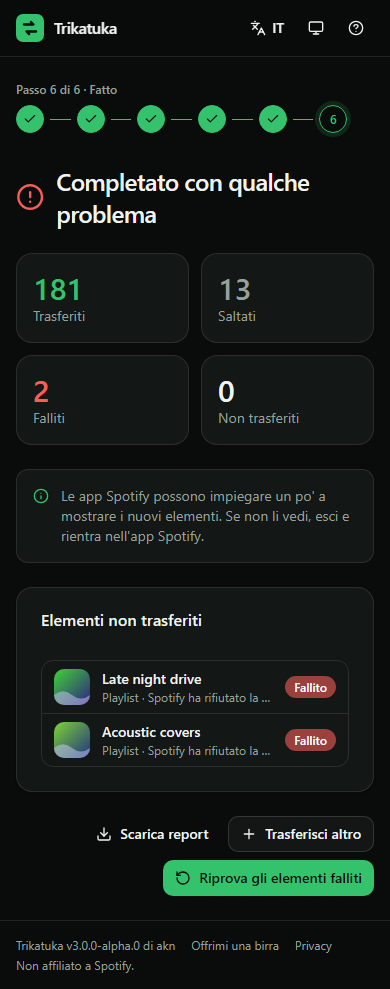 Trikatuka
IT
Passo 6 di 6 · Fatto
6
Completato con qualche
problema
181
Trasferiti
13
Saltati
2
Falliti
0
Non trasferiti
Le app Spotify possono impiegare un po' a
mostrare i nuovi elementi. Se non li vedi, esci e
rientra nell'app Spotify.
Elementi non trasferiti
Late night drive
Playlist · Spotify ha rifiutato la ...
Fallito
Acoustic covers
Playlist · Spotify ha rifiutato la ...
Fallito
Scarica report
Trasferisci altro
Riprova gli elementi falliti
Trikatuka v3.0.0-alpha.0 di akn
Offrimi una birra
Privacy
Non affiliato a Spotify.